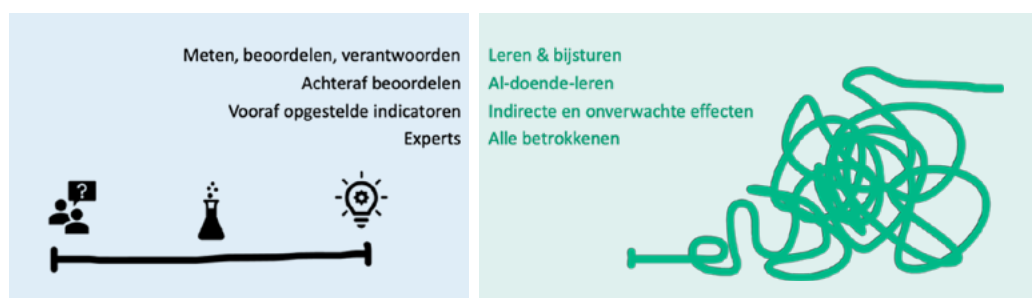 Meten, beoordelen, verantwoorden
Achteraf beoordelen
Vooraf opgestelde indicatoren
Experts
?
Leren & bijsturen
Al-doende-leren
Indirecte en onverwachte effecten
Alle betrokkenen